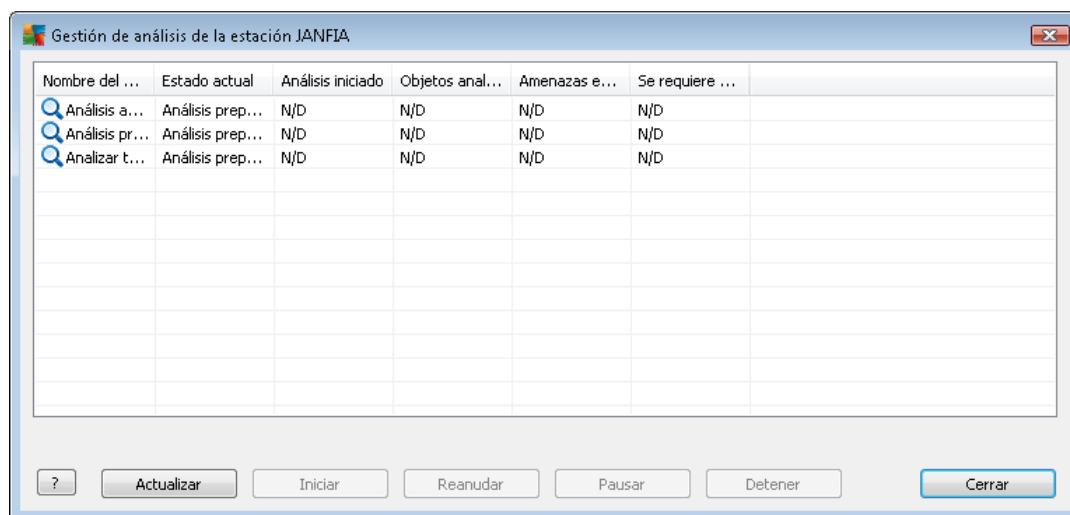 Gestión de análisis de la estación JANFIA
Nombre del ... Estado actual Análisis iniciado Objetos anal... Amenazas e... Se requiere ...
Análisis a... Análisis prep... N/D N/D N/D N/D
Análisis pr... Análisis prep... N/D N/D N/D N/D
Analizar t... Análisis prep... N/D N/D N/D N/D
? Actualizar Iniciar Reanudar Pausar Detener Cerrar